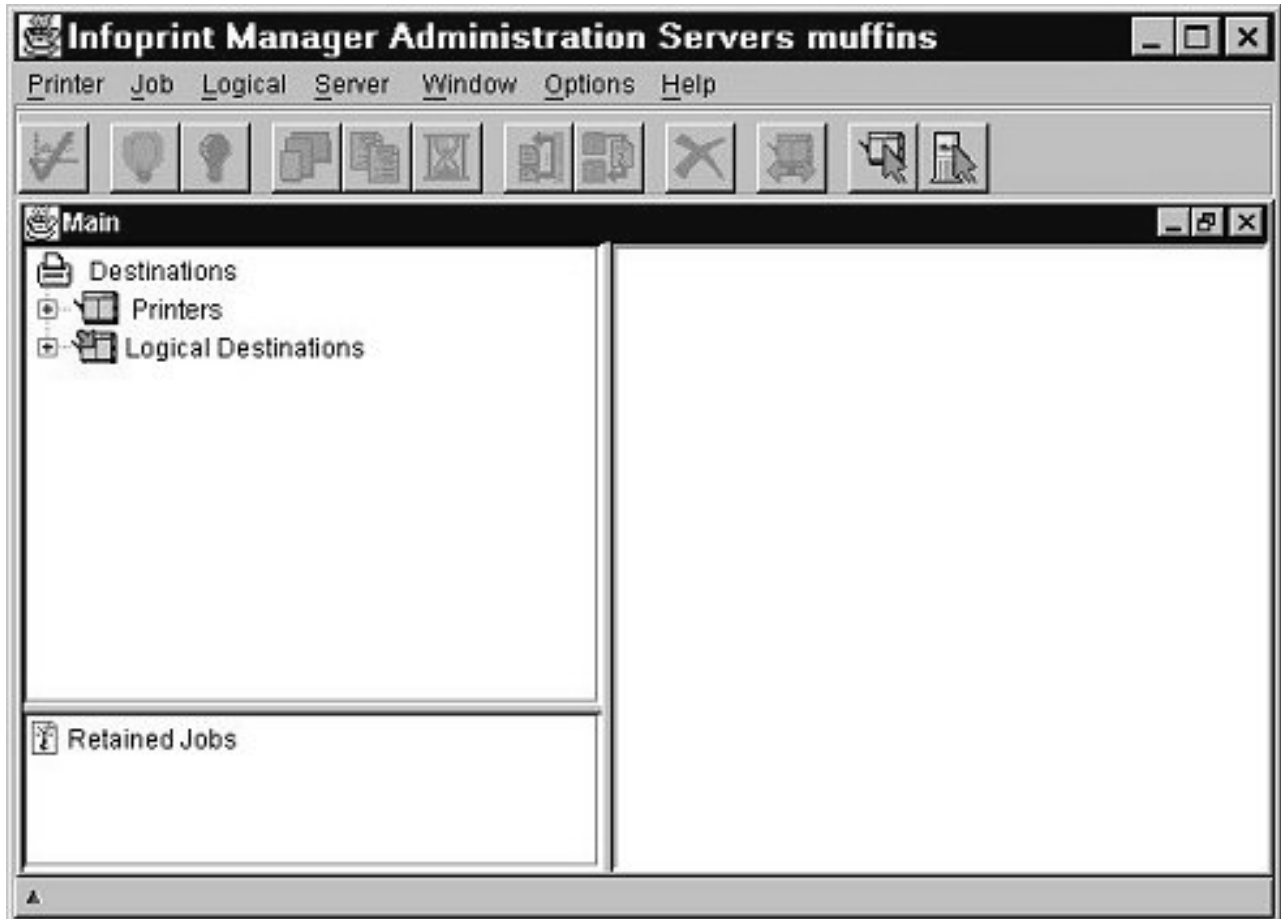 Infoprint Manager Administration Servers muffins
Printer Job Logical Server Window Options Help
Main
Destinations
Printers
Logical Destinations
Retained Jobs